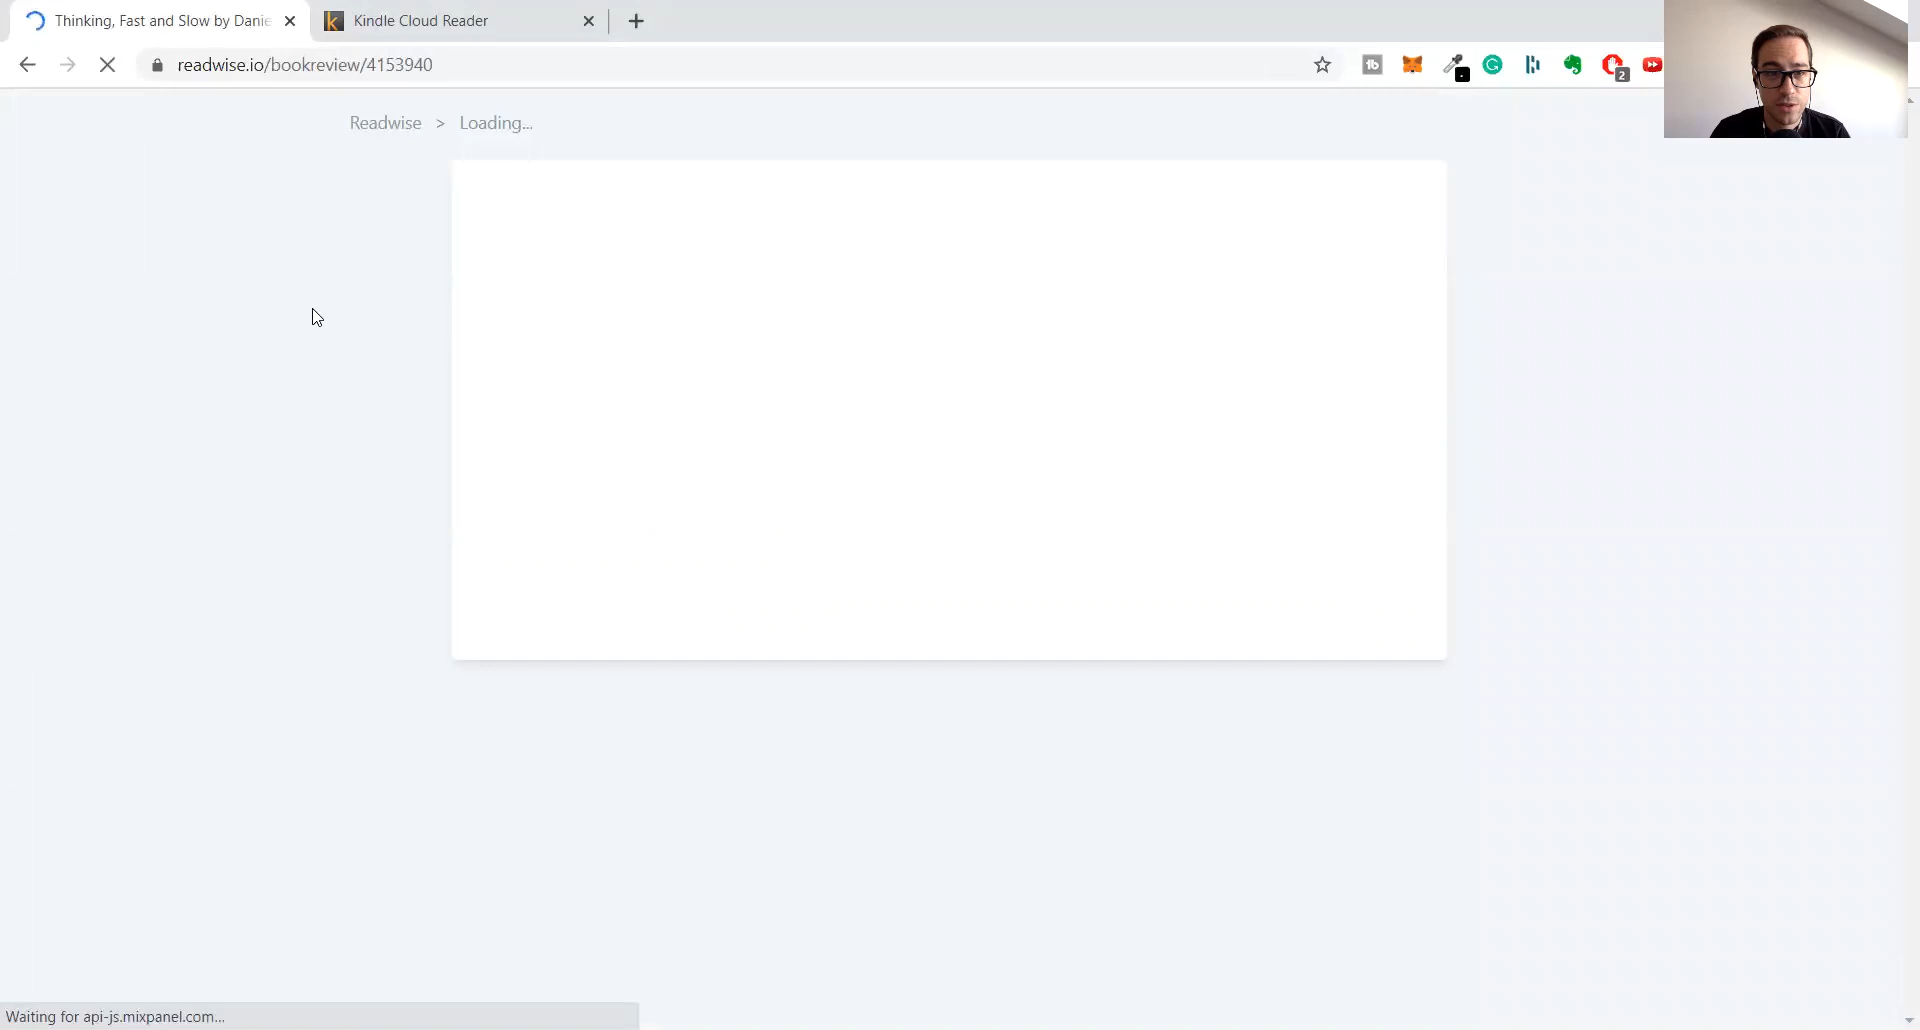 Thinking, Fast and Slow by Danie
Kindle Cloud Reader
readwise.io/bookreview/4153940
2
Readwise > Loading...
Waiting for api-js.mixpanel.com...